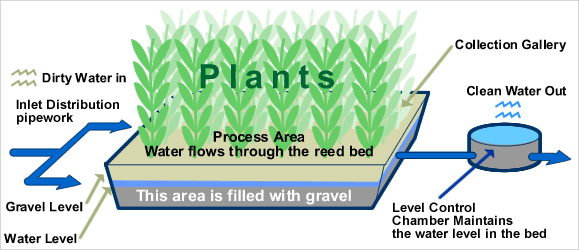 Plants
Collection Gallery
Dirty Water in
Clean Water Out
Inlet Distribution
pipework
Process Area
Water flows through the reed bed
This area is filled with gravel
Gravel Level
Water Level
Level Control
Chamber Maintains
the water level in the bed